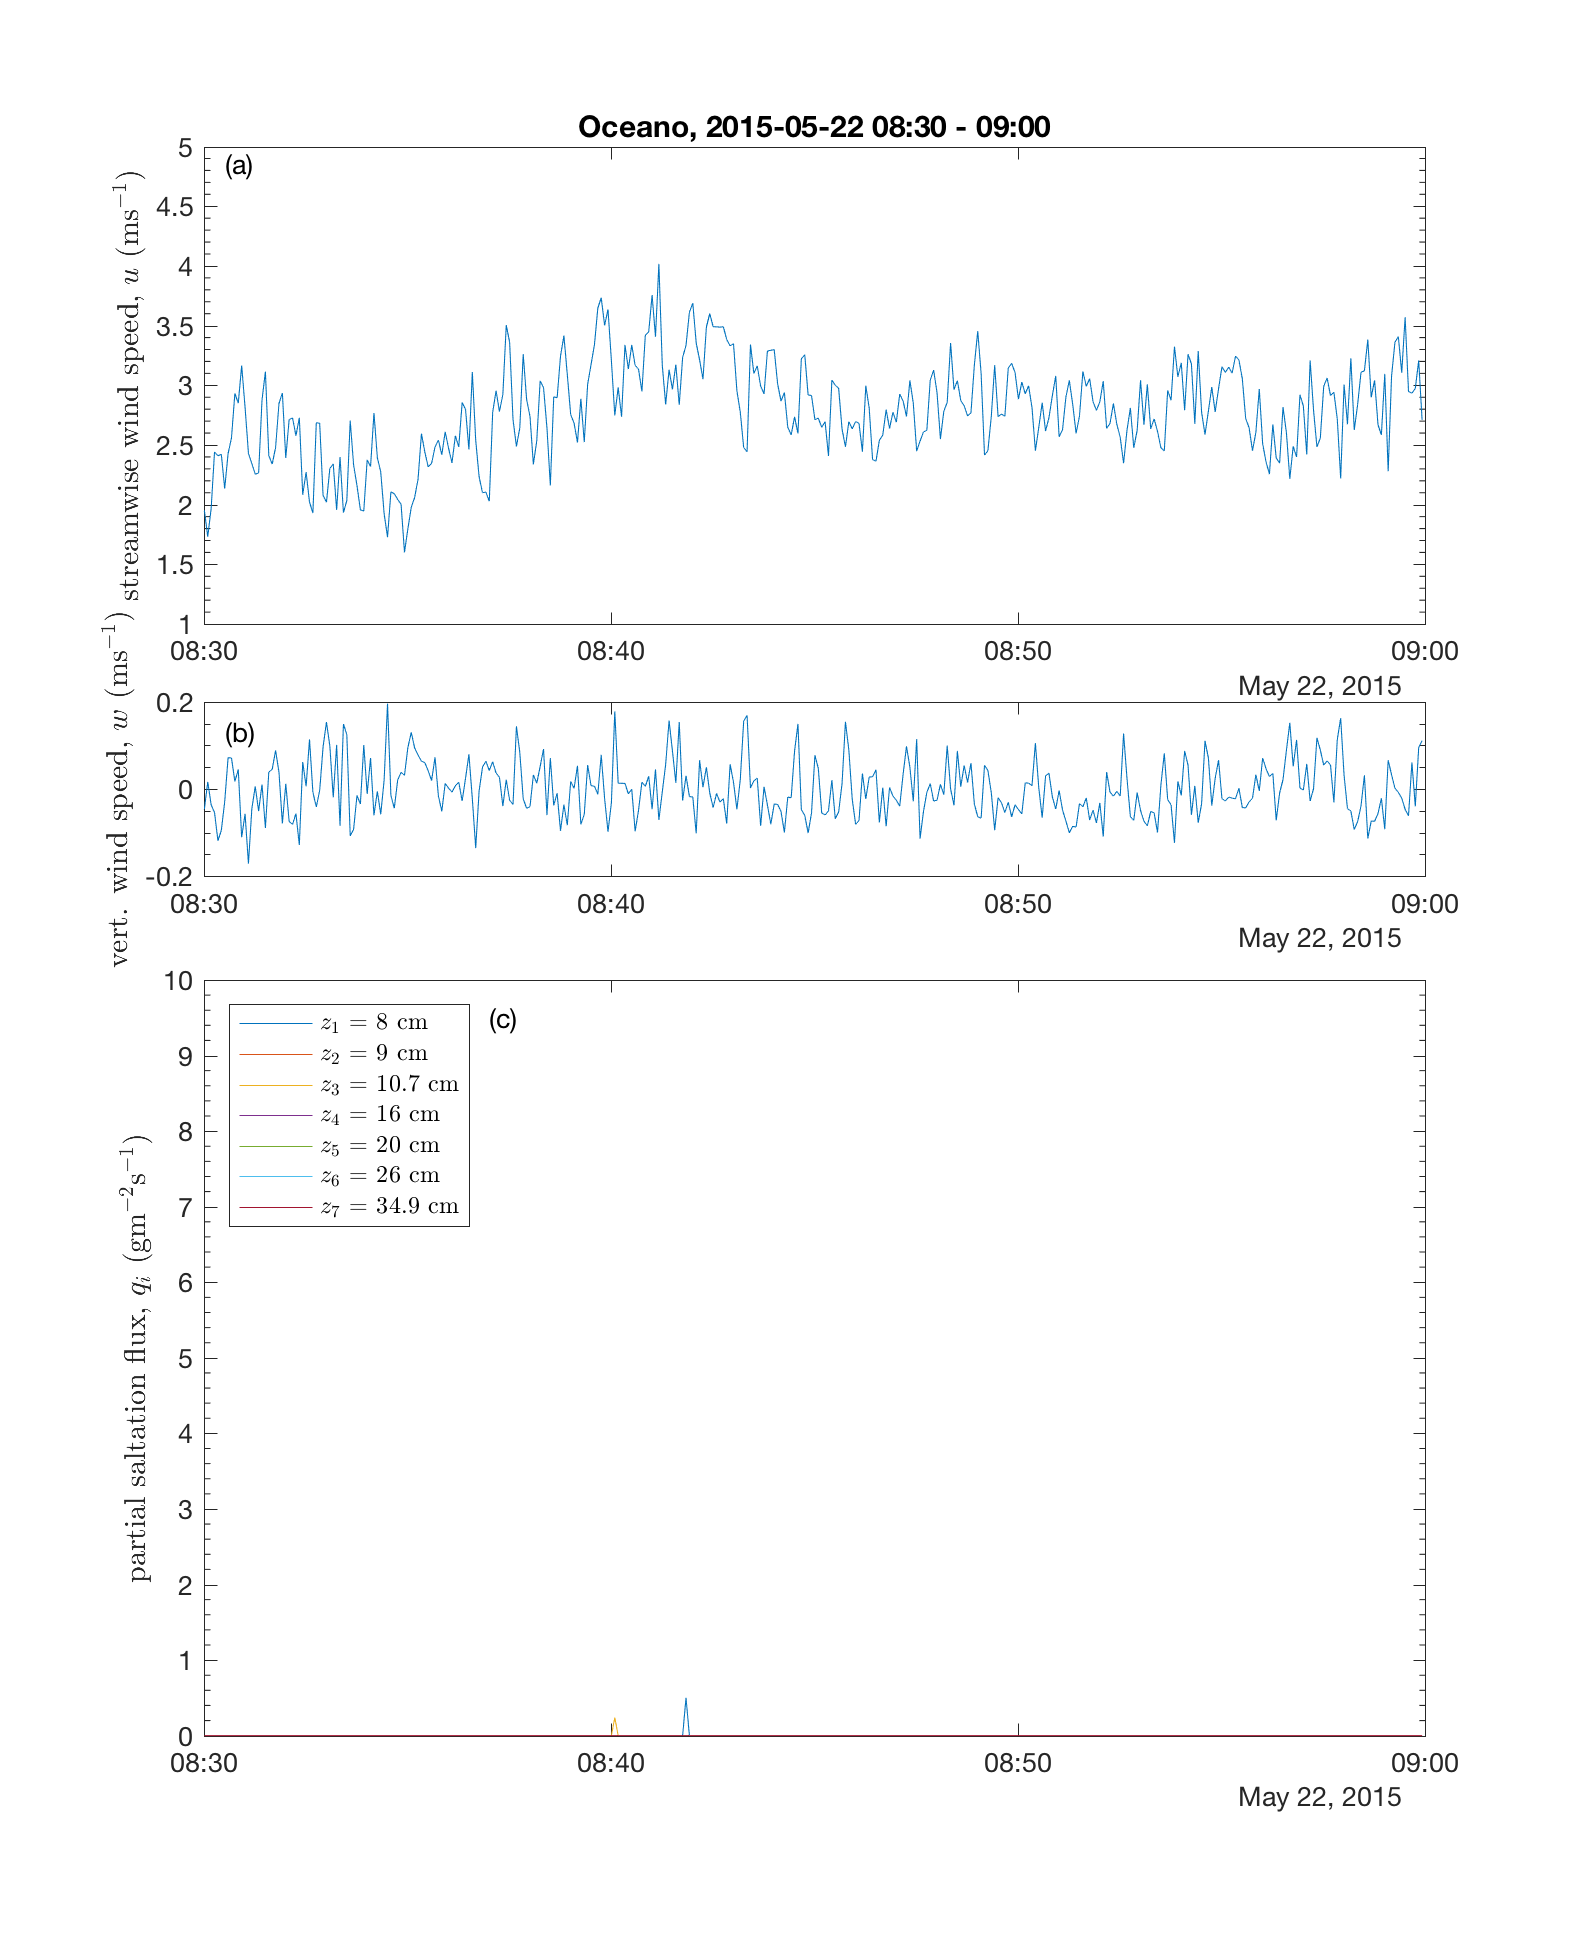 Oceano, 2015-05-22 08:30 - 09:00
(a)
streamwise wind speed, u (ms⁻¹)
5
4.5
4
3.5
3
2.5
2
1.5
1
08:30 08:40 08:50 09:00
May 22, 2015
(b)
vert. wind speed, w (ms⁻¹)
0.2
0
-0.2
08:30 08:40 08:50 09:00
May 22, 2015
(c)
partial saltation flux, qᵢ (gm⁻²s⁻¹)
10
9
8
7
6
5
4
3
2
1
0
z₁ = 8 cm
z₂ = 9 cm
z₃ = 10.7 cm
z₄ = 16 cm
z₅ = 20 cm
z₆ = 26 cm
z₇ = 34.9 cm
08:30 08:40 08:50 09:00
May 22, 2015